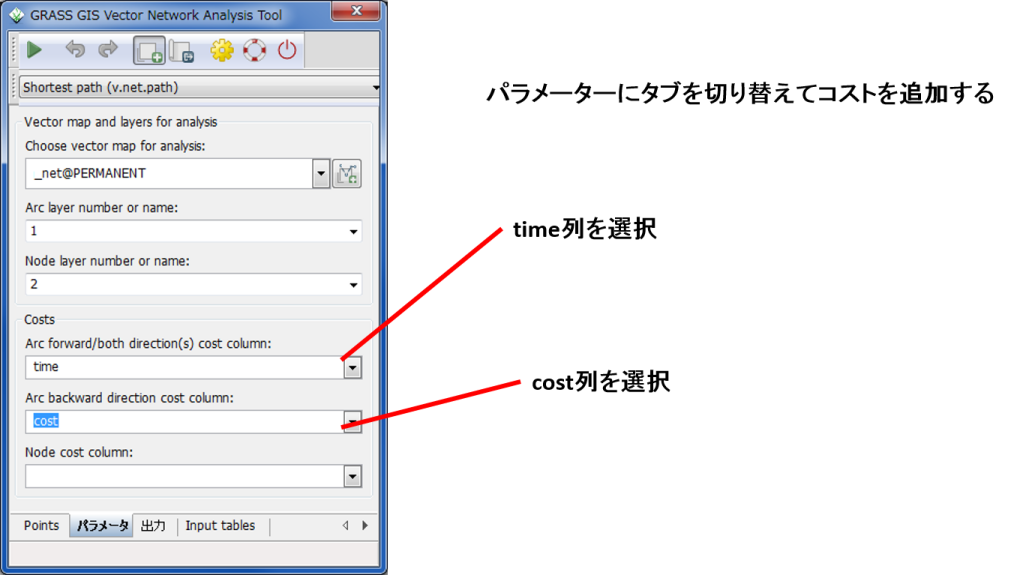 GRASS GIS Vector Network Analysis Tool
Shortest path (v.net.path)
パラメーターにタブを切り替えてコストを追加する
Vector map and layers for analysis
Choose vector map for analysis:
_net@PERMANENT
Arc layer number or name:
1
time列を選択
Node layer number or name:
2
Costs
Arc forward/both direction(s) cost column:
time
cost列を選択
Arc backward direction cost column:
cost
Node cost column:
Points パラメータ 出力 Input tables